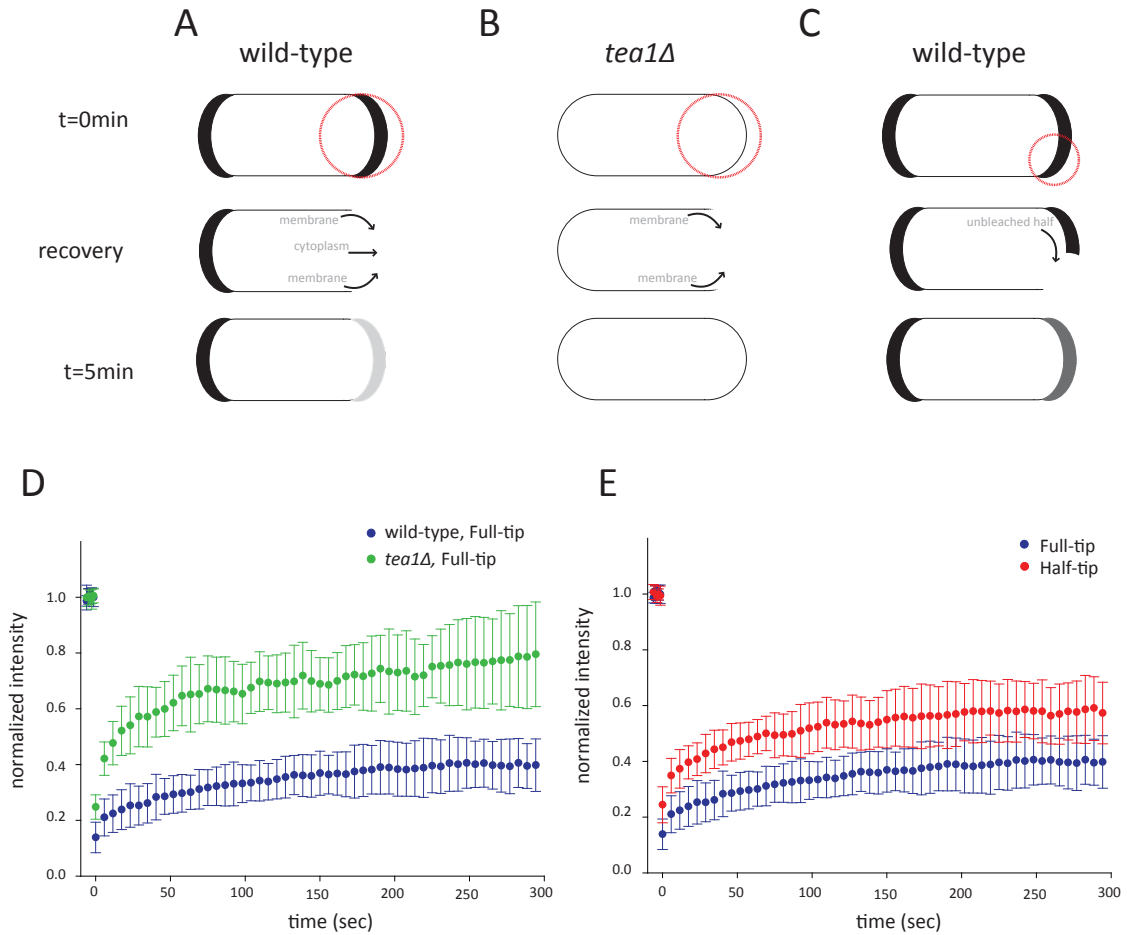 A
wild-type
B
tea1Δ
C
wild-type
t=0min
recovery
membrane
cytoplasm
membrane
membrane
membrane
unbleached half
t=5min
D
wild-type, Full-tip
tea1Δ, Full-tip
normalized intensity
1.0
0.8
0.6
0.4
0.2
0.0
0 50 100 150 200 250 300
time (sec)
E
Full-tip
Half-tip
normalized intensity
1.0
0.8
0.6
0.4
0.2
0.0
0 50 100 150 200 250 300
time (sec)